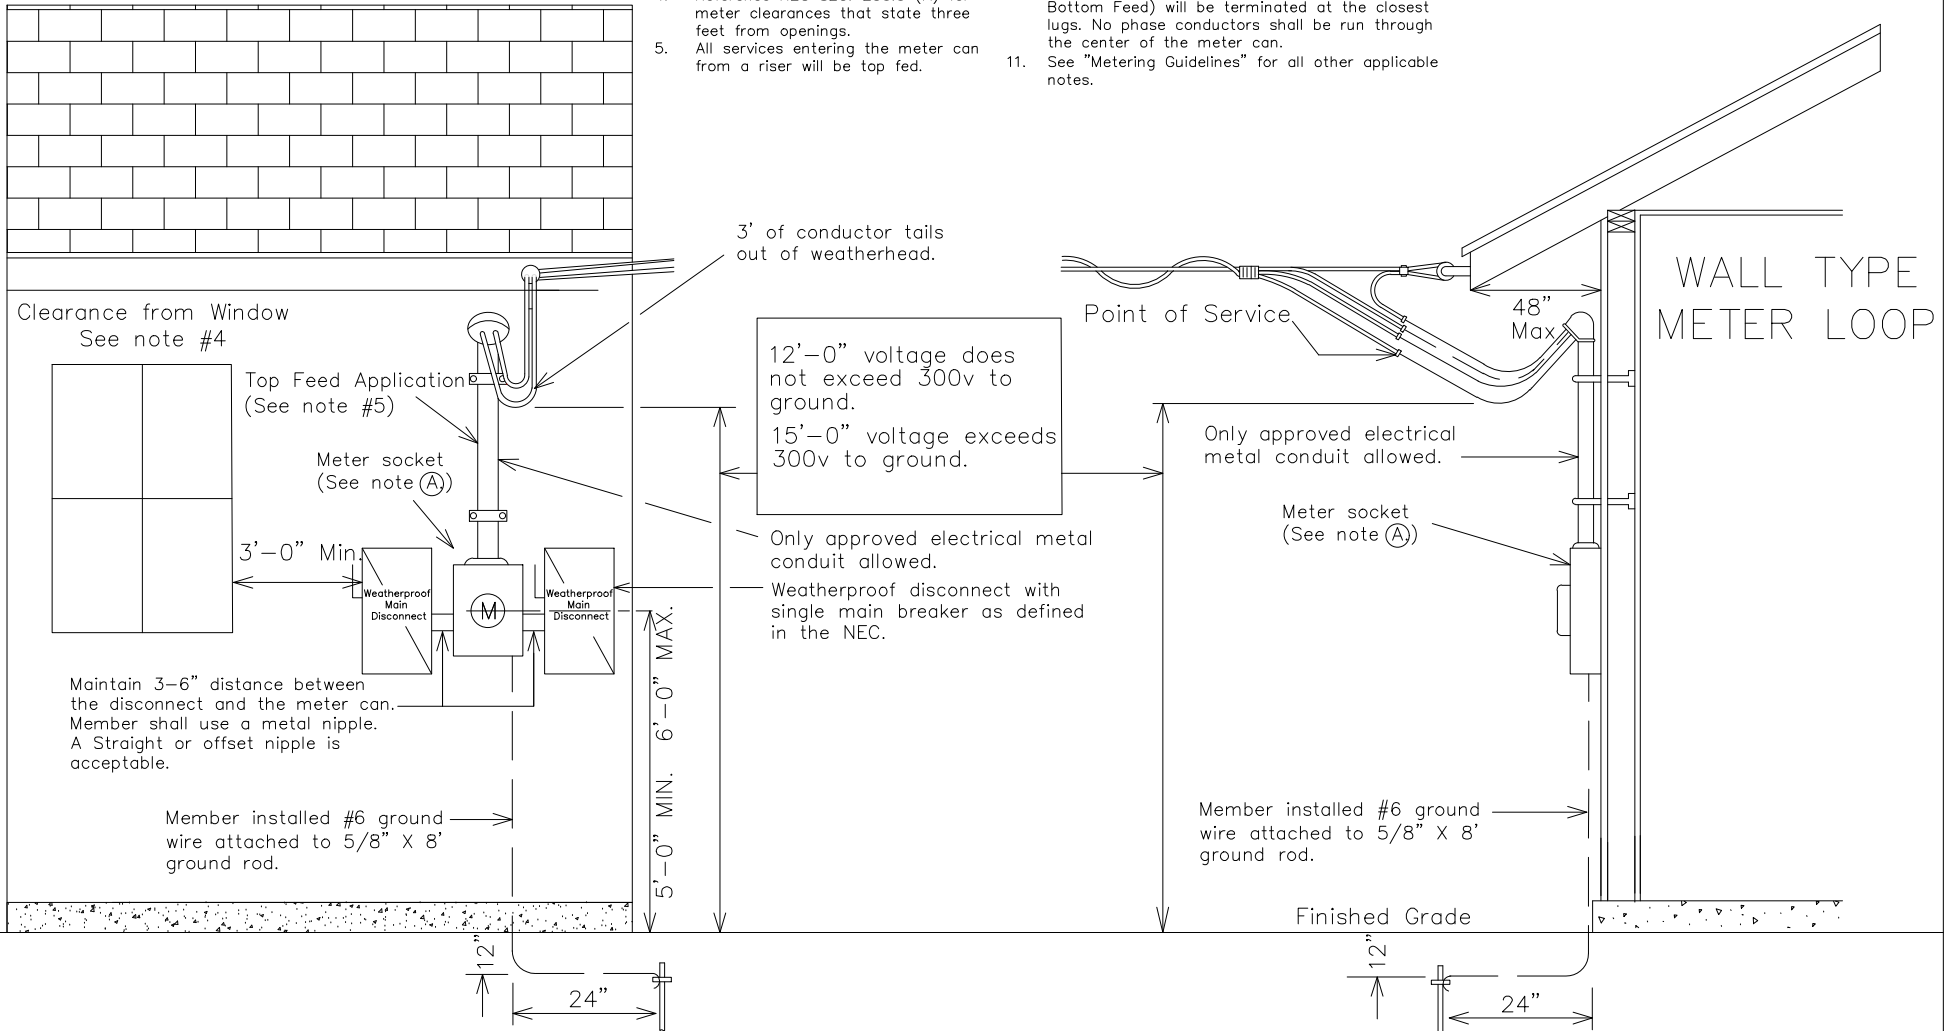 meter clearances that state three
feet from openings.
5. All services entering the meter can
from a riser will be top fed.
Bottom Feed) will be terminated at the closest
lugs. No phase conductors shall be run through
the center of the meter can.
11. See "Metering Guidelines" for all other applicable
notes.
3' of conductor tails
out of weatherhead.
WALL TYPE
METER LOOP
Clearance from Window
See note #4
Point of Service
48"
Max
12'-0" voltage does
not exceed 300v to
ground.
15'-0" voltage exceeds
300v to ground.
Top Feed Application
(See note #5)
Meter socket
(See note A.)
Only approved electrical
metal conduit allowed.
Meter socket
(See note A.)
3'-0" Min.
Only approved electrical metal
conduit allowed.
Weatherproof disconnect with
single main breaker as defined
in the NEC.
Weatherproof
Main
Disconnect
M
Weatherproof
Main
Disconnect
5'-0" MIN. 6'-0" MAX.
Maintain 3-6" distance between
the disconnect and the meter can.
Member shall use a metal nipple.
A Straight or offset nipple is
acceptable.
Member installed #6 ground
wire attached to 5/8" X 8'
ground rod.
Member installed #6 ground
wire attached to 5/8" X 8'
ground rod.
Finished Grade
12"
24"
12"
24"